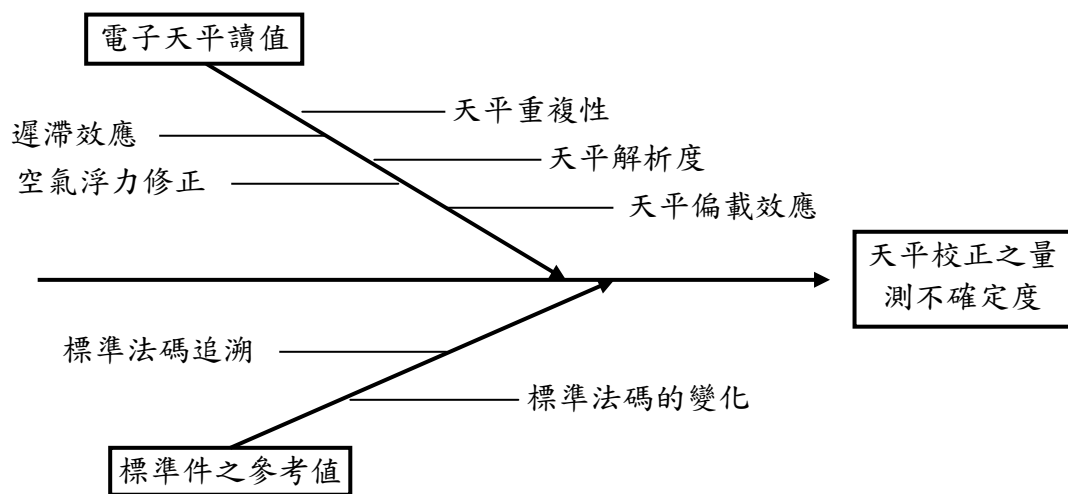 電子天平讀值
天平重複性
遲滯效應
天平解析度
空氣浮力修正
天平偏載效應
天平校正之量
測不確定度
標準法碼追溯
標準法碼的變化
標準件之參考值